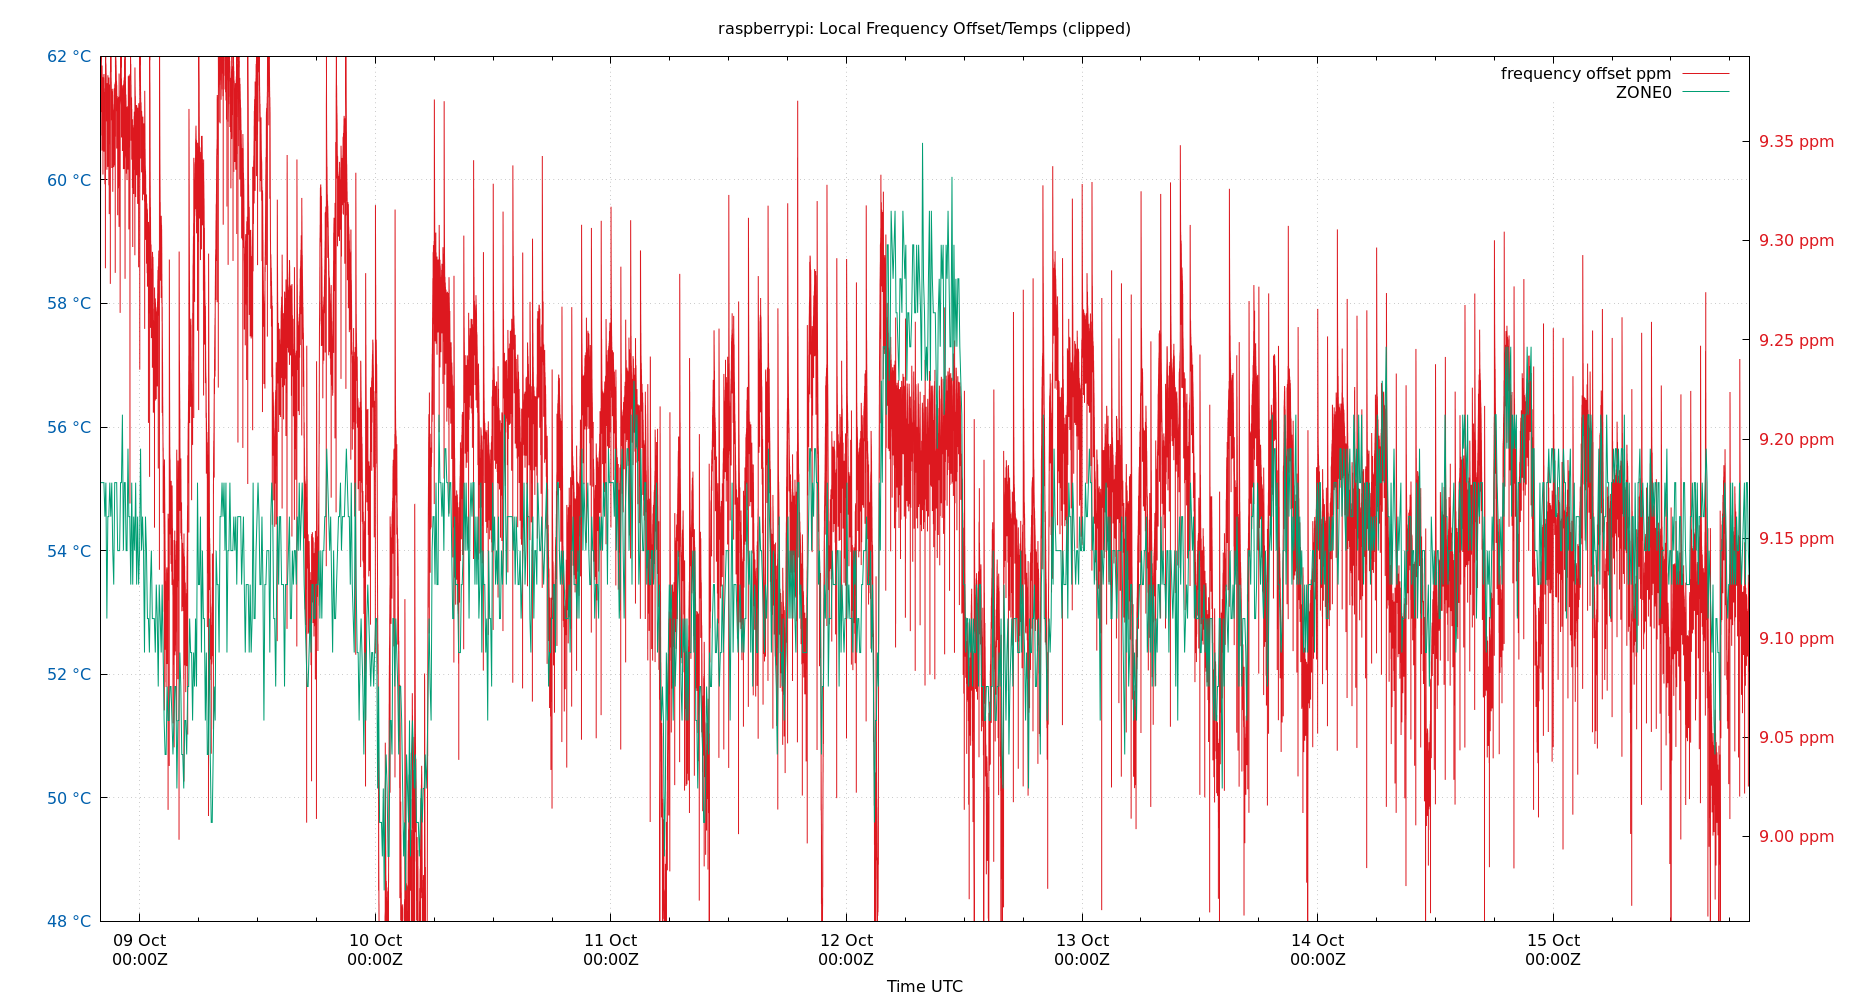 raspberrypi: Local Frequency Offset/Temps (clipped)
62 °C
60 °C
58 °C
56 °C
54 °C
52 °C
50 °C
48 °C
frequency offset ppm
ZONE0
9.35 ppm
9.30 ppm
9.25 ppm
9.20 ppm
9.15 ppm
9.10 ppm
9.05 ppm
9.00 ppm
09 Oct 10 Oct 11 Oct 12 Oct 13 Oct 14 Oct 15 Oct
00:00Z 00:00Z 00:00Z 00:00Z 00:00Z 00:00Z 00:00Z
Time UTC